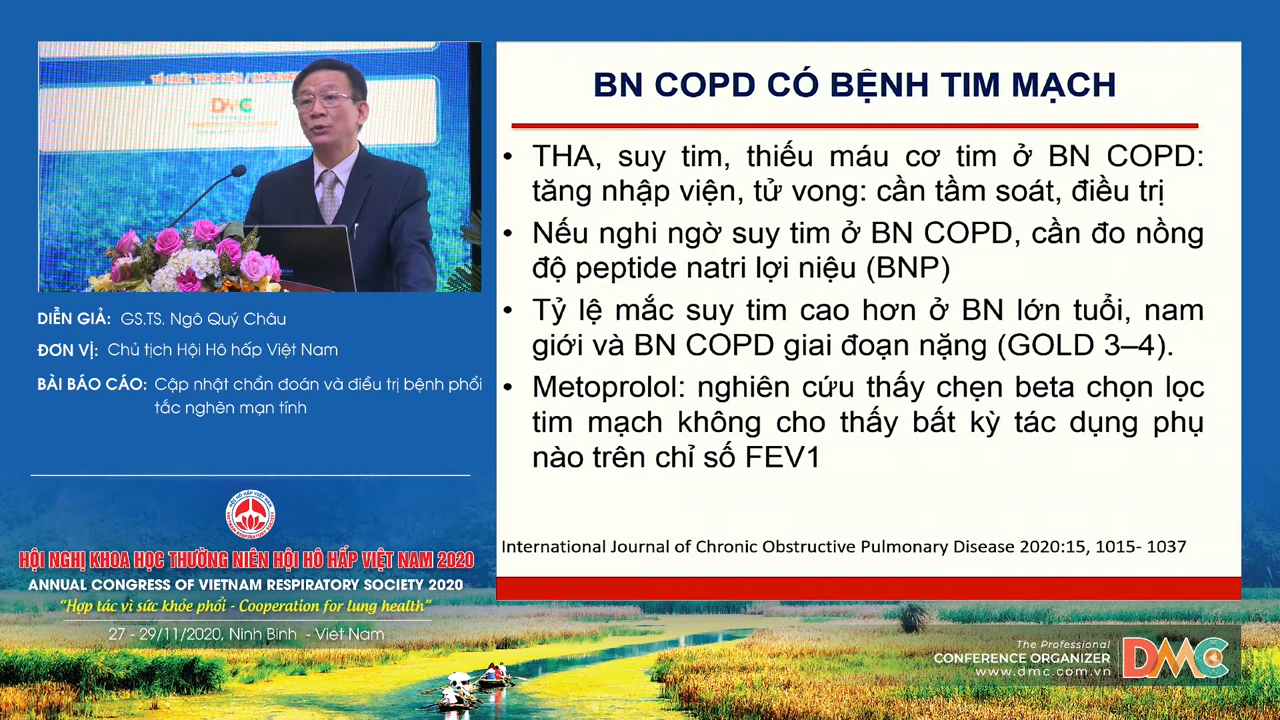 DMC
DIỄN GIẢ: GS.TS. Ngô Quý Châu
ĐƠN VỊ: Chủ tịch Hội Hô hấp Việt Nam
BÀI BÁO CÁO: Cập nhật chẩn đoán và điều trị bệnh phổi
tắc nghẽn mạn tính
HỘI HÔ HẤP VIỆT NAM
VIETNAM RESPIRATORY SOCIETY
HỘI NGHỊ KHOA HỌC THƯỜNG NIÊN HỘI HÔ HẤP VIỆT NAM 2020
ANNUAL CONGRESS OF VIETNAM RESPIRATORY SOCIETY 2020
“Hợp tác vì sức khỏe phổi - Cooperation for lung health”
27 - 29/11/2020, Ninh Bình - Việt Nam
BN COPD CÓ BỆNH TIM MẠCH
• THA, suy tim, thiếu máu cơ tim ở BN COPD:
tăng nhập viện, tử vong: cần tầm soát, điều trị
• Nếu nghi ngờ suy tim ở BN COPD, cần đo nồng
độ peptide natri lợi niệu (BNP)
• Tỷ lệ mắc suy tim cao hơn ở BN lớn tuổi, nam
giới và BN COPD giai đoạn nặng (GOLD 3–4).
• Metoprolol: nghiên cứu thấy chẹn beta chọn lọc
tim mạch không cho thấy bất kỳ tác dụng phụ
nào trên chỉ số FEV1
International Journal of Chronic Obstructive Pulmonary Disease 2020:15, 1015- 1037
The Professional
CONFERENCE ORGANIZER
www.dmc.com.vn
DMC